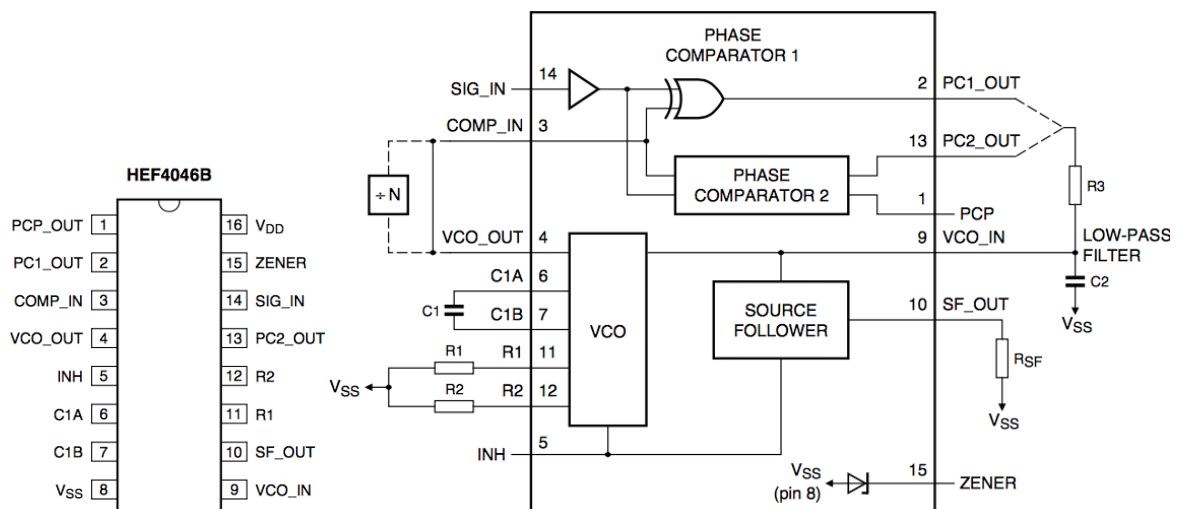 HEF4046B
PCP_OUT 1
PC1_OUT 2
COMP_IN 3
VCO_OUT 4
INH 5
C1A 6
C1B 7
VSS 8
16 VDD
15 ZENER
14 SIG_IN
13 PC2_OUT
12 R2
11 R1
10 SF_OUT
9 VCO_IN
PHASE
COMPARATOR 1
SIG_IN 14
COMP_IN 3
÷ N
VCO_OUT 4
C1A 6
C1
C1B 7
R1 R1 11
VSS
R2 R2 12
INH 5
VCO
PHASE
COMPARATOR 2
SOURCE
FOLLOWER
2 PC1_OUT
13 PC2_OUT
1 PCP
R3
9 VCO_IN
LOW-PASS
FILTER
C2
VSS
10 SF_OUT
RSF
VSS
VSS
(pin 8)
15 ZENER